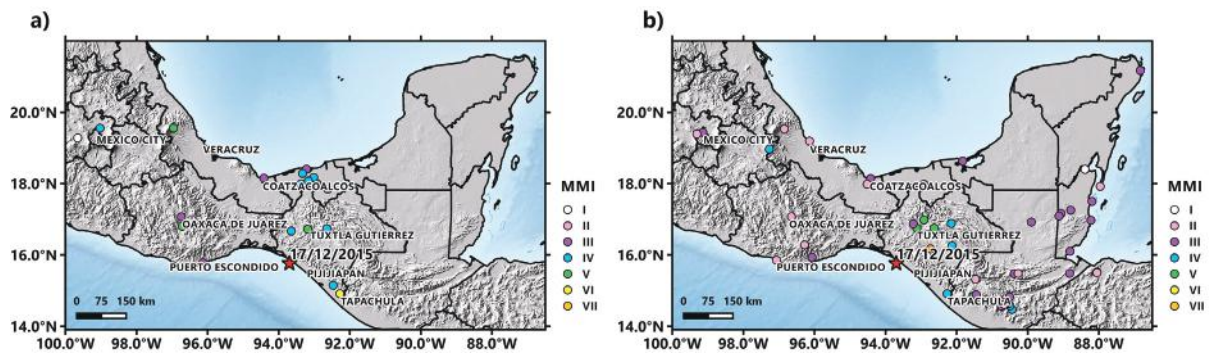 a)
20.0°N
18.0°N
16.0°N
14.0°N
100.0°W
98.0°W
96.0°W
94.0°W
92.0°W
90.0°W
88.0°W
MEXICO CITY
VERACRUZ
COATZACOALCOS
OAXACA DE JUAREZ
TUXTLA GUTIERREZ
17/12/2015
PUERTO ESCONDIDO
PIJIJIAPAN
TAPACHULA
0 75 150 km
MMI
I
II
III
IV
V
VI
VII
b)
20.0°N
18.0°N
16.0°N
14.0°N
100.0°W
98.0°W
96.0°W
94.0°W
92.0°W
90.0°W
88.0°W
MEXICO CITY
VERACRUZ
COATZACOALCOS
OAXACA DE JUAREZ
TUXTLA GUTIERREZ
17/12/2015
PUERTO ESCONDIDO
PIJIJIAPAN
TAPACHULA
0 75 150 km
MMI
I
II
III
IV
V
VI
VII